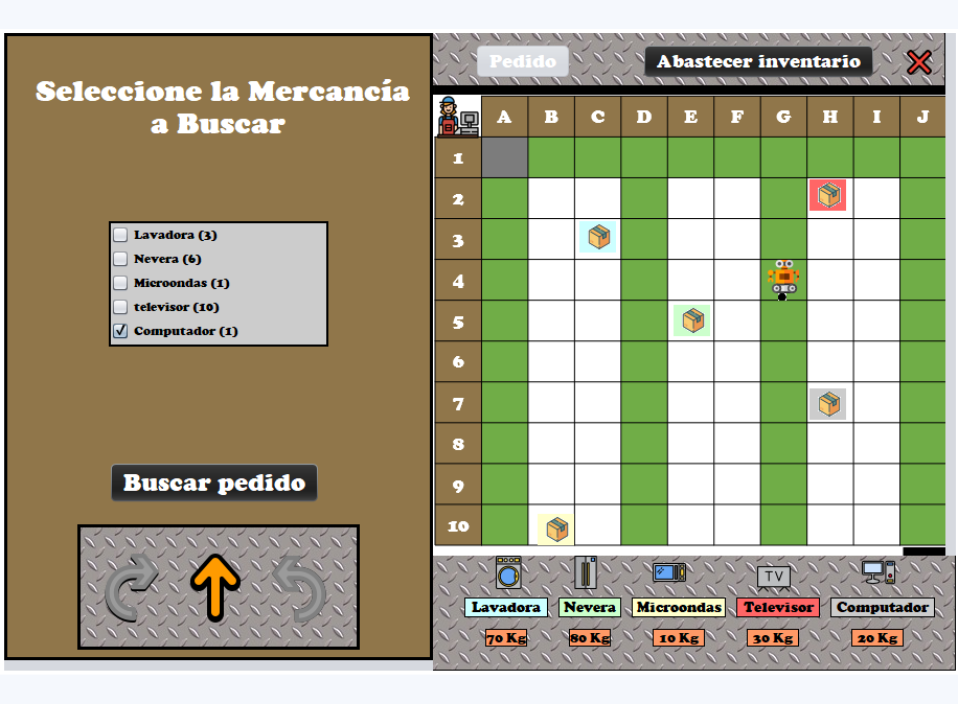 Seleccione la Mercancía
a Buscar
Lavadora (3)
Nevera (6)
Microondas (1)
televisor (10)
Computador (1)
Buscar pedido
Pedido
Abastecer inventario
A B C D E F G H I J
1
2
3
4
5
6
7
8
9
10
TV
Lavadora Nevera Microondas Televisor Computador
70 Kg 80 Kg 10 Kg 30 Kg 20 Kg